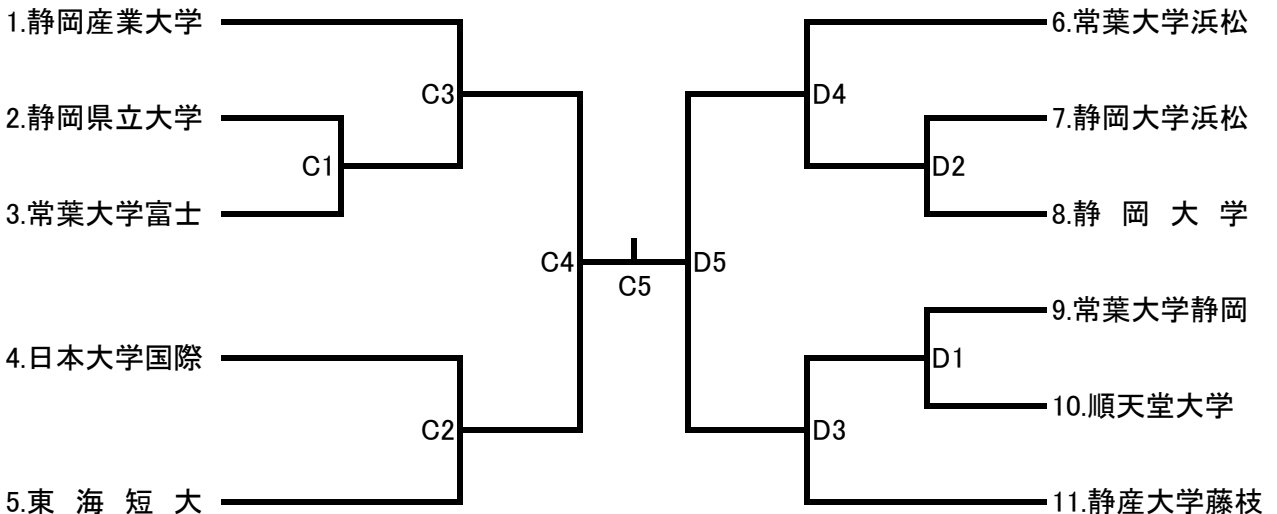 1.静岡産業大学
2.静岡県立大学
3.常葉大学富士
4.日本大学国際
5.東 海 短 大
C3
C1
C4
C2
C5
D4
D2
D5
D1
D3
6.常葉大学浜松
7.静岡大学浜松
8.静 岡 大 学
9.常葉大学静岡
10.順天堂大学
11.静産大学藤枝